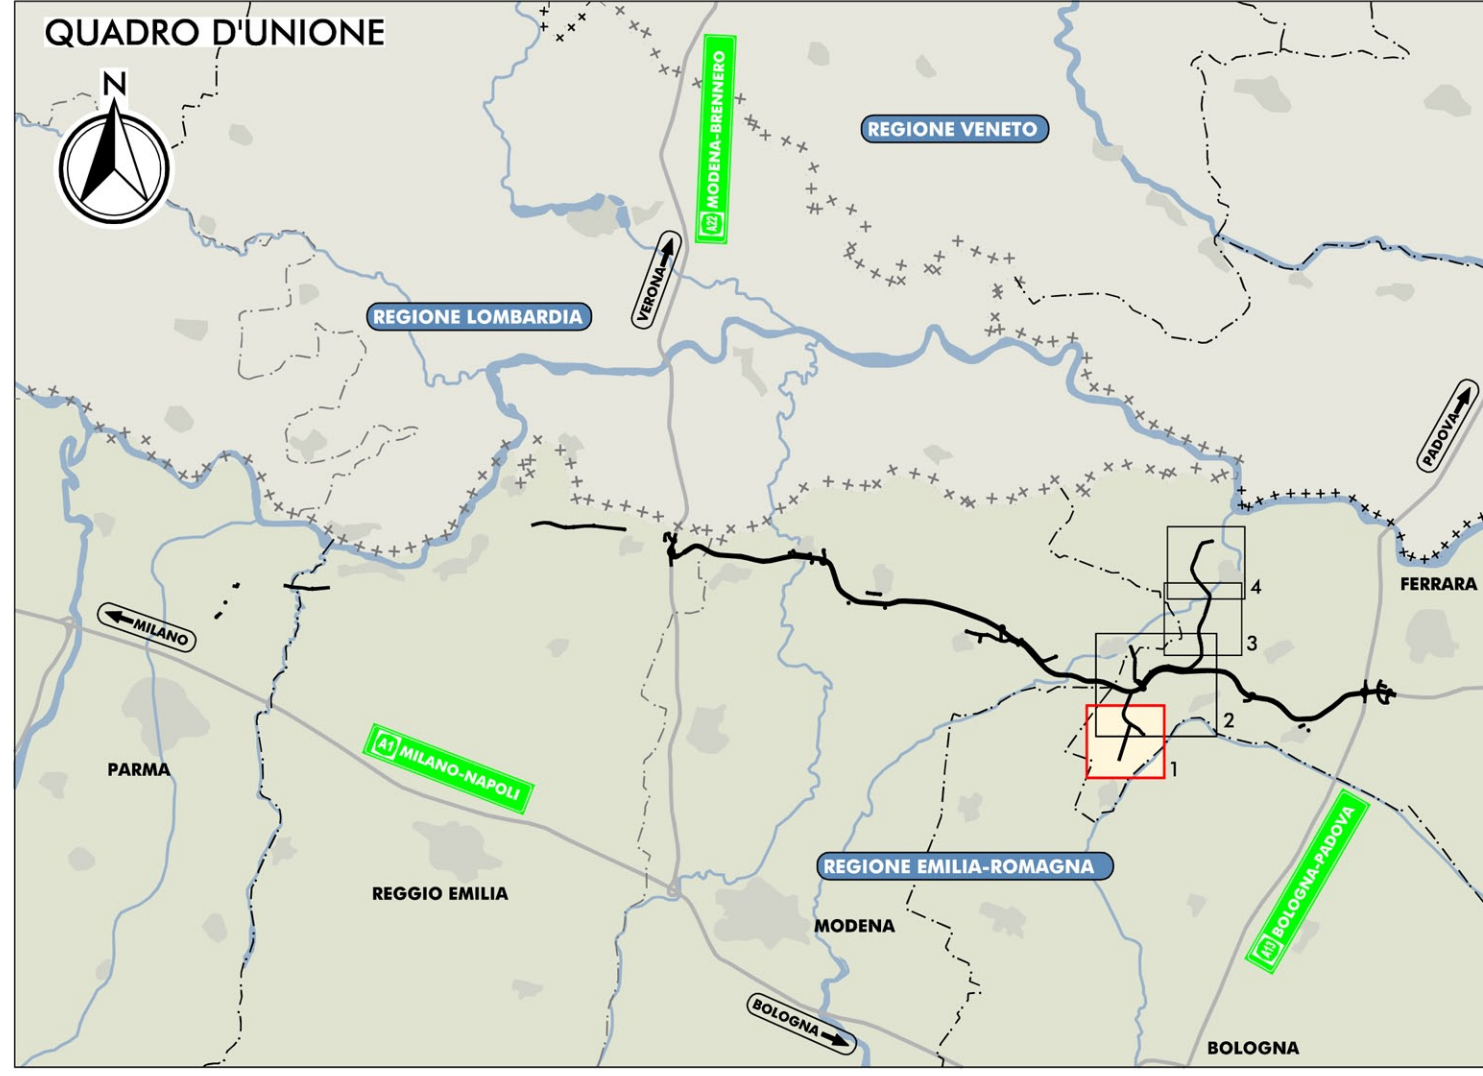 QUADRO D'UNIONE
N
A22 MODENA-BRENNERO
REGIONE VENETO
VERONA
REGIONE LOMBARDIA
PADOVA
FERRARA
4
MILANO
3
2
1
PARMA
A1 MILANO-NAPOLI
REGGIO EMILIA
REGIONE EMILIA-ROMAGNA
MODENA
A13 BOLOGNA-PADOVA
BOLOGNA
BOLOGNA